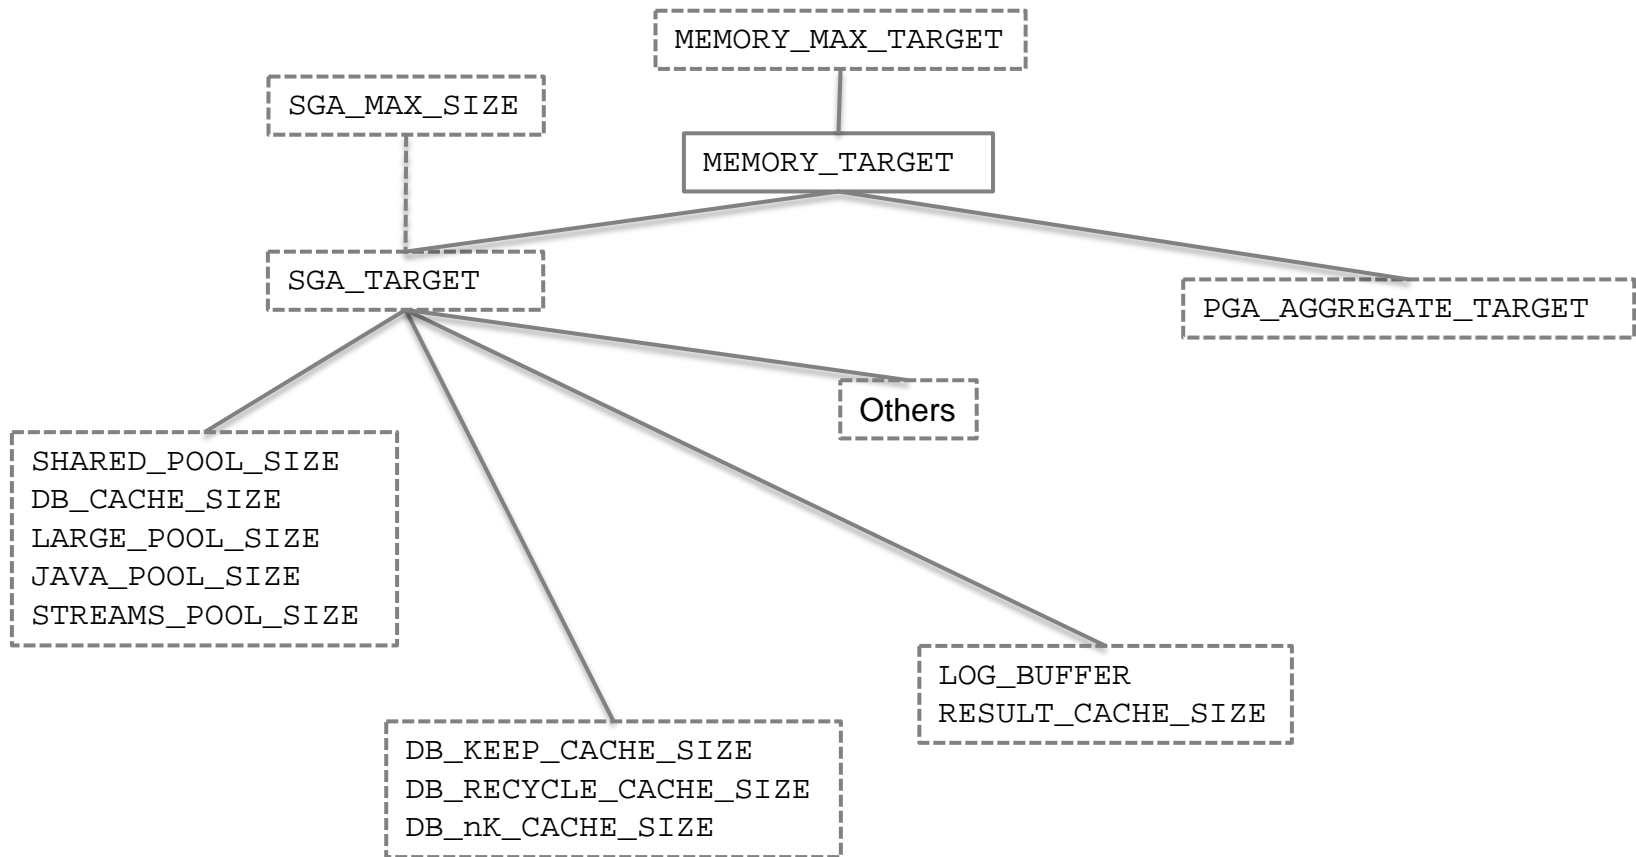 MEMORY_MAX_TARGET
SGA_MAX_SIZE
MEMORY_TARGET
SGA_TARGET
PGA_AGGREGATE_TARGET
Others
SHARED_POOL_SIZE
DB_CACHE_SIZE
LARGE_POOL_SIZE
JAVA_POOL_SIZE
STREAMS_POOL_SIZE
LOG_BUFFER
RESULT_CACHE_SIZE
DB_KEEP_CACHE_SIZE
DB_RECYCLE_CACHE_SIZE
DB_nK_CACHE_SIZE